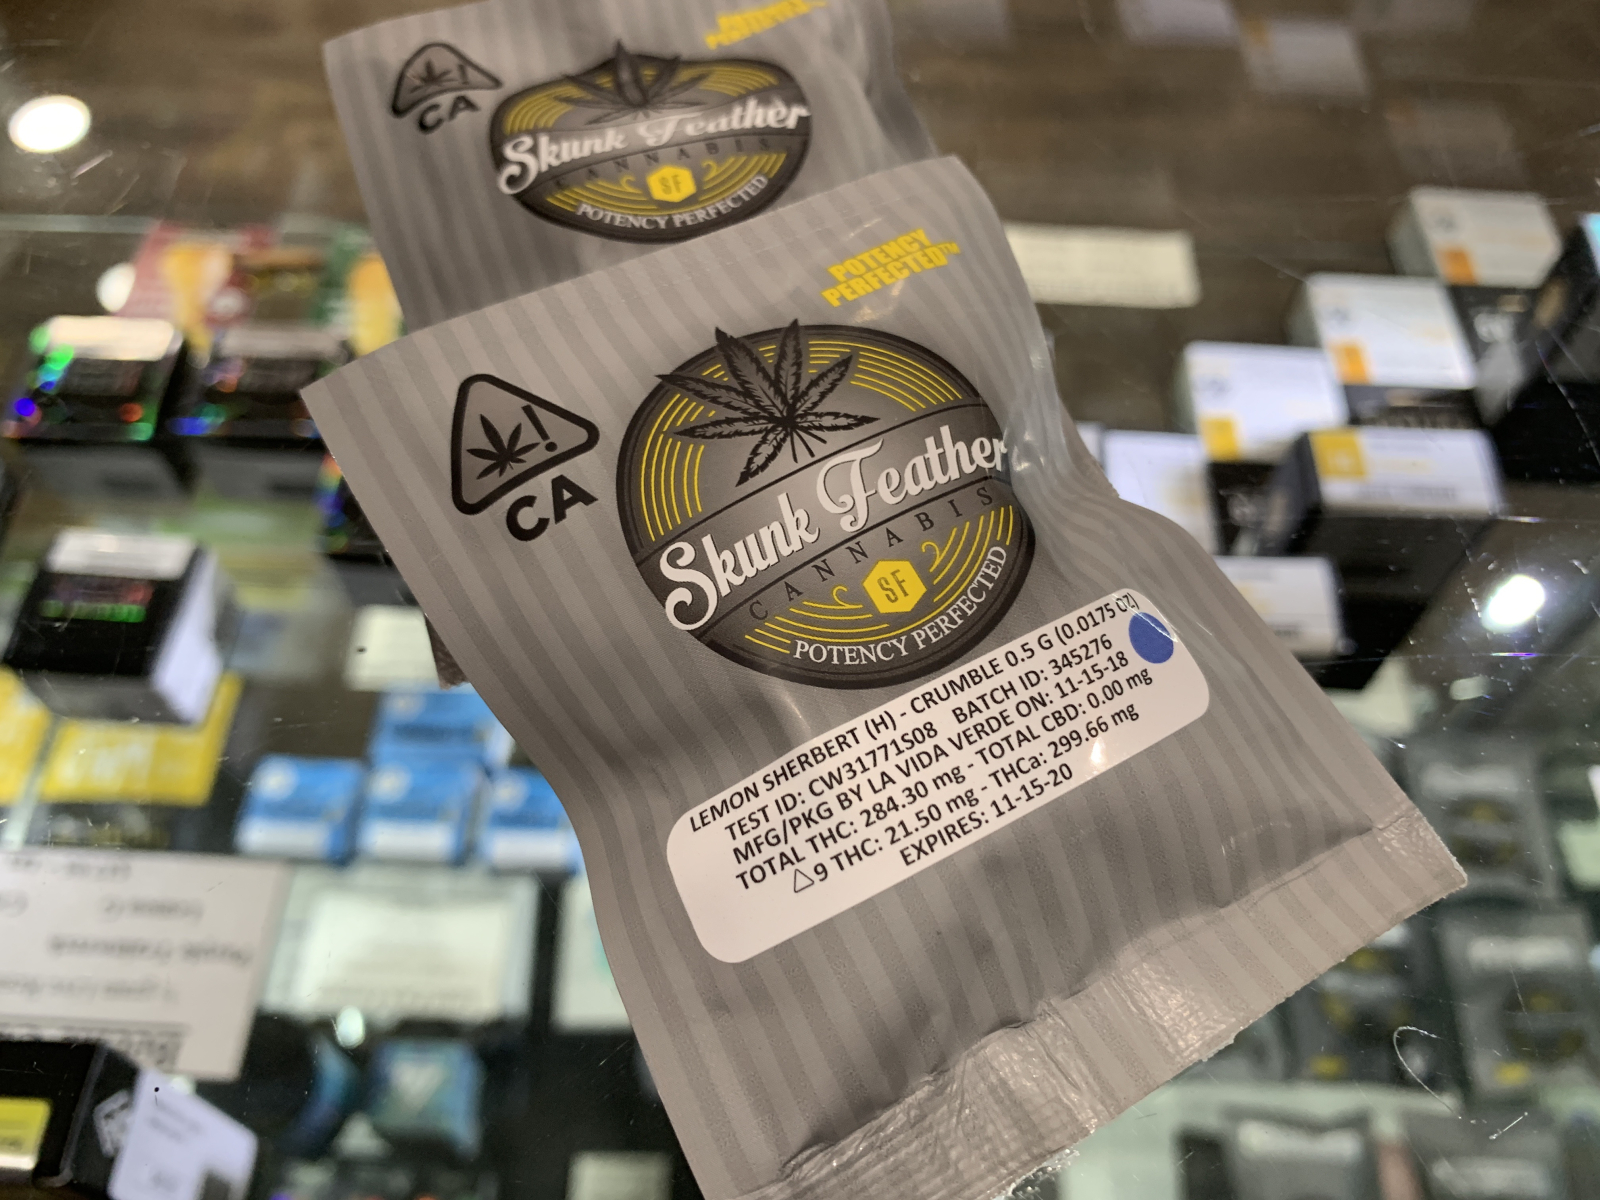 POTENCY
PERFECTED
CA
Skunk Feather
CANNABIS
SF
POTENCY PERFECTED
POTENCY
PERFECTED™
!
CA
Skunk Feather
CANNABIS
SF
POTENCY PERFECTED
LEMON SHERBERT (H) - CRUMBLE 0.5 G (0.0175 OZ)
TEST ID: CW31771S08 BATCH ID: 345276
MFG/PKG BY LA VIDA VERDE ON: 11-15-18
TOTAL THC: 284.30 mg - TOTAL CBD: 0.00 mg
△9 THC: 21.50 mg - THCa: 299.66 mg
EXPIRES: 11-15-20